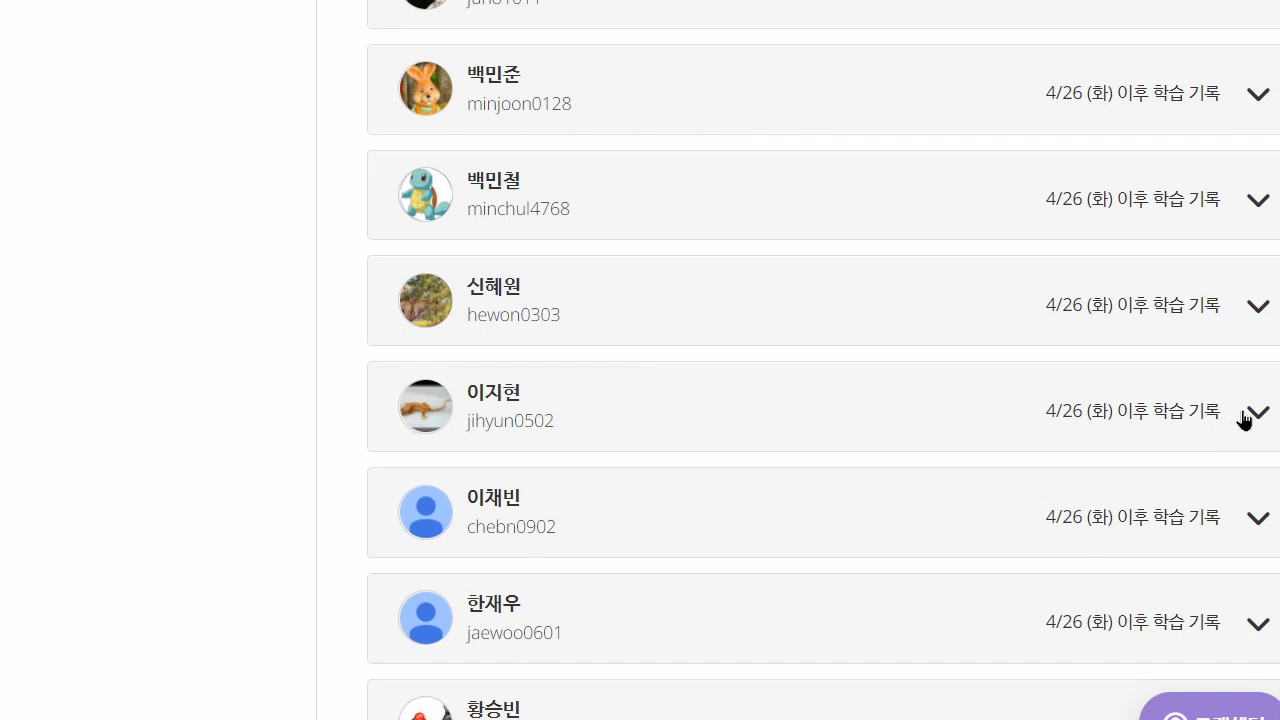 백민준
minjoon0128
4/26 (화) 이후 학습 기록
백민철
minchul4768
4/26 (화) 이후 학습 기록
신혜원
hewon0303
4/26 (화) 이후 학습 기록
이지현
jihyun0502
4/26 (화) 이후 학습 기록
이채빈
chebn0902
4/26 (화) 이후 학습 기록
한재우
jaewoo0601
4/26 (화) 이후 학습 기록
황승빈